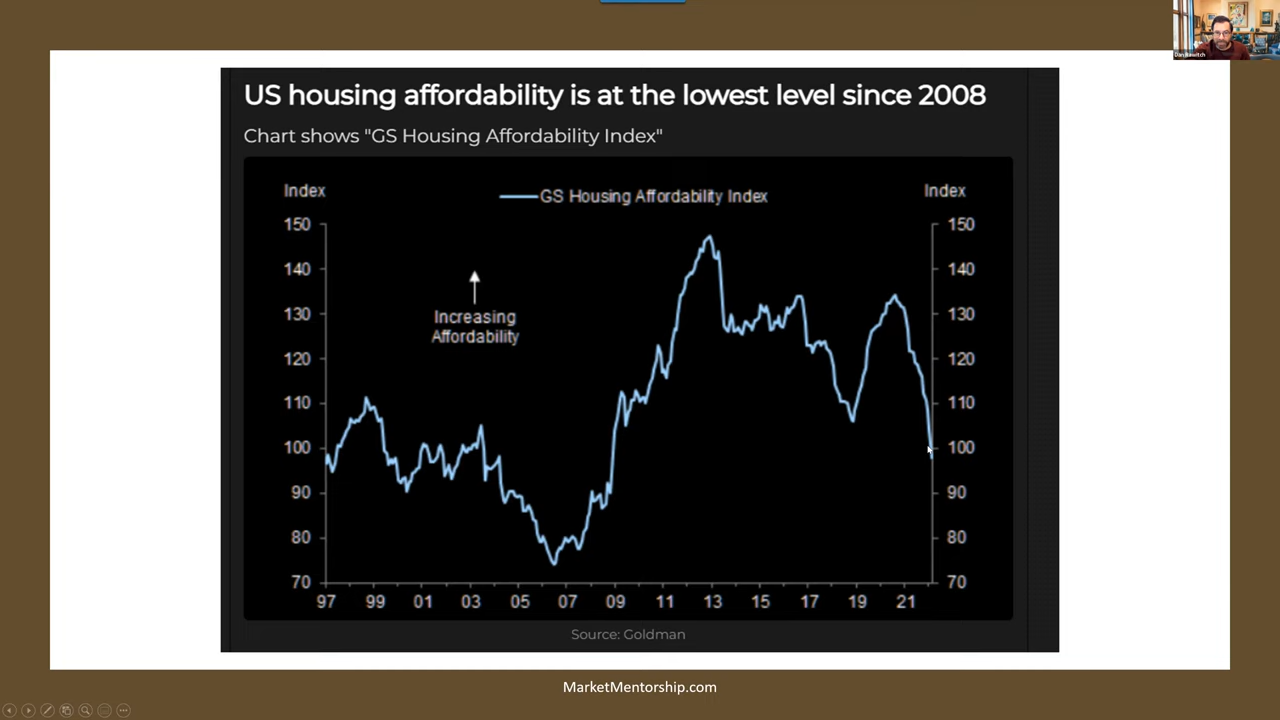 US housing affordability is at the lowest level since 2008
Chart shows "GS Housing Affordability Index"
Index
GS Housing Affordability Index
Index
150
140
130
120
110
100
90
80
70
Increasing
Affordability
150
140
130
120
110
100
90
80
70
97 99 01 03 05 07 09 11 13 15 17 19 21
Source: Goldman
MarketMentorship.com